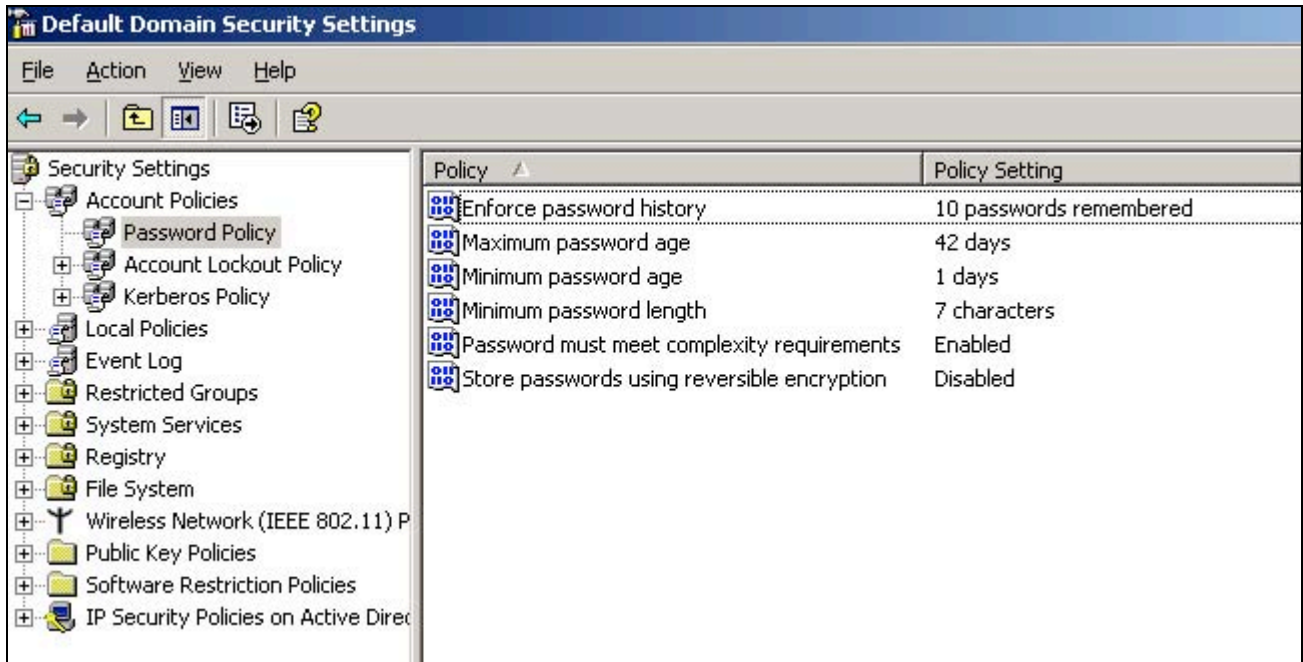 Default Domain Security Settings
File Action View Help
Security Settings
Account Policies
Password Policy
Account Lockout Policy
Kerberos Policy
Local Policies
Event Log
Restricted Groups
System Services
Registry
File System
Wireless Network (IEEE 802.11) P
Public Key Policies
Software Restriction Policies
IP Security Policies on Active Direc
Policy Policy Setting
Enforce password history 10 passwords remembered
Maximum password age 42 days
Minimum password age 1 days
Minimum password length 7 characters
Password must meet complexity requirements Enabled
Store passwords using reversible encryption Disabled